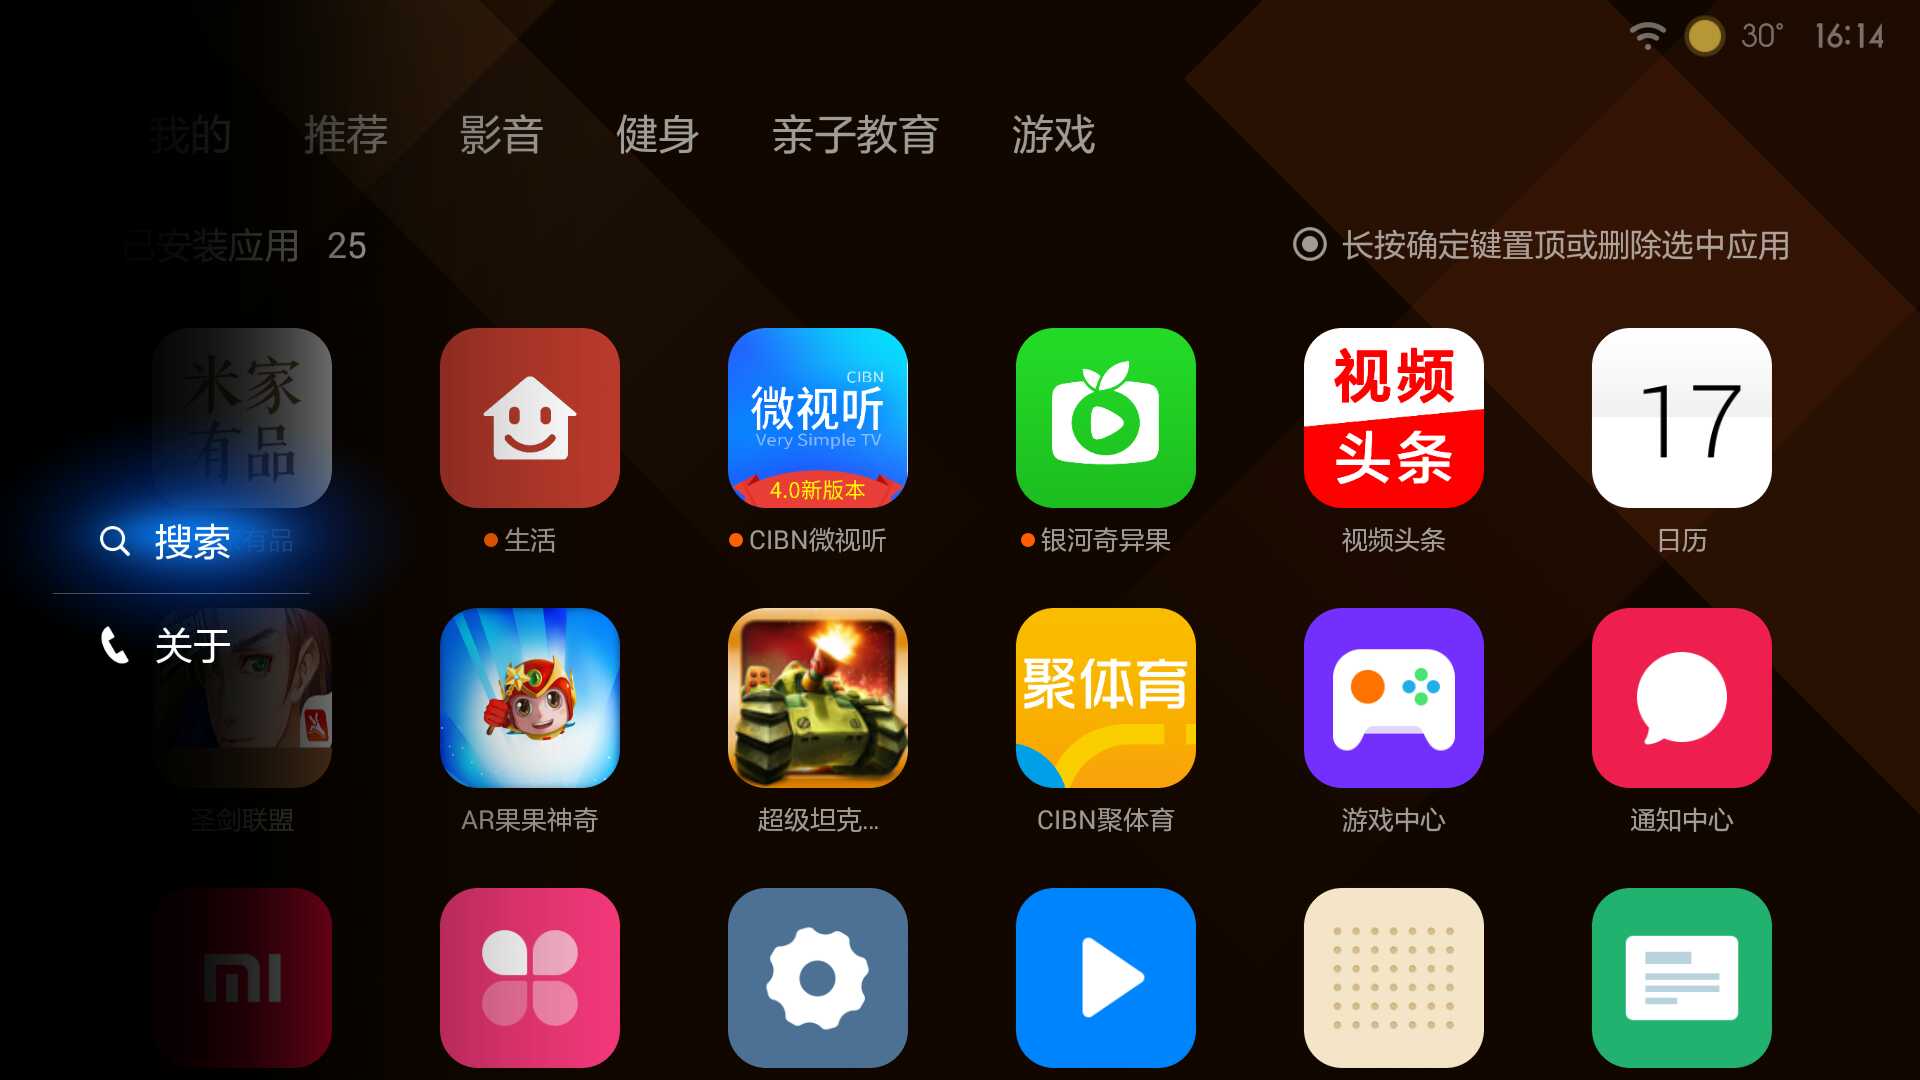 30° 16:14
我的 推荐 影音 健身 亲子教育 游戏
已安装应用 25
长按确定键置顶或删除选中应用
米家
有品
CIBN
微视听
Very Simple TV
4.0新版本
视频
头条
17
搜索
有品
生活
CIBN微视听
银河奇异果
视频头条
日历
关于
聚体育
圣剑联盟
AR果果神奇
超级坦克...
CIBN聚体育
游戏中心
通知中心
mi